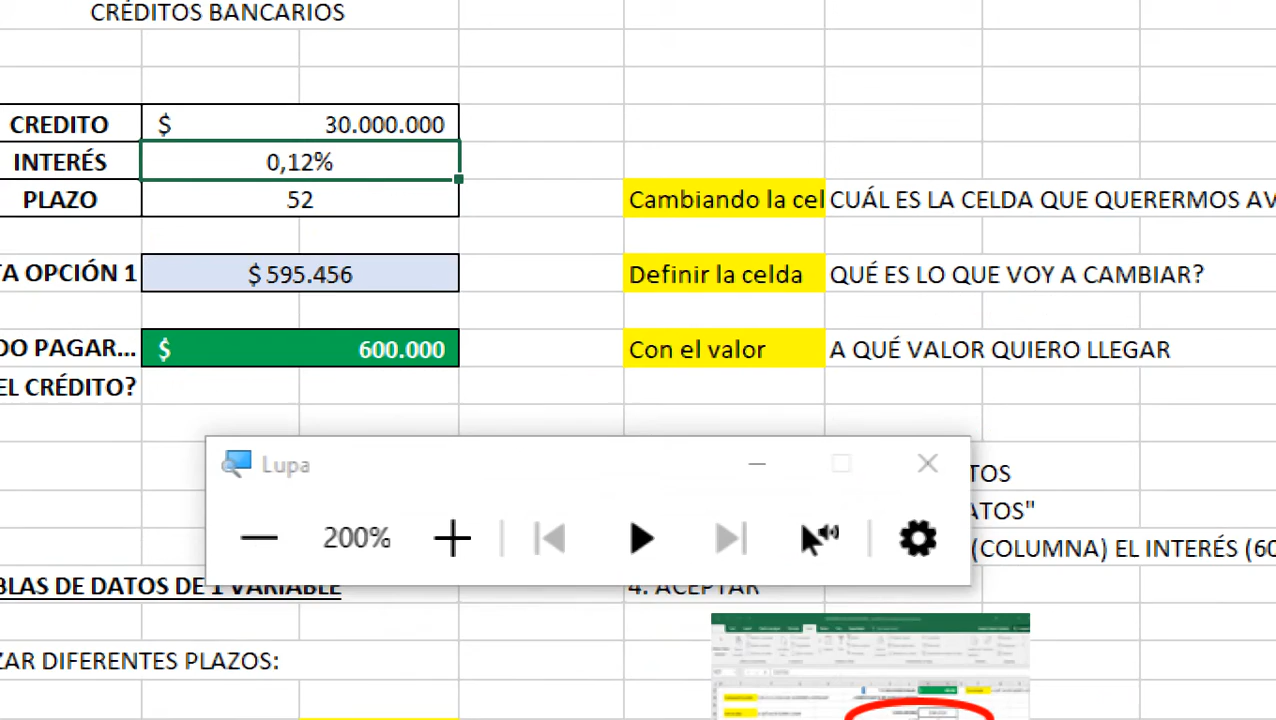 CRÉDITOS BANCARIOS
CREDITO $ 30.000.000
INTERÉS 0,12%
PLAZO 52
Cambiando la cel CUÁL ES LA CELDA QUE QUERERMOS AV
TA OPCIÓN 1 $ 595.456
Definir la celda QUÉ ES LO QUE VOY A CAMBIAR?
DO PAGAR... $ 600.000
Con el valor A QUÉ VALOR QUIERO LLEGAR
EL CRÉDITO?
Lupa
TOS
ATOS"
200%
(COLUMNA) EL INTERÉS (60
BLAS DE DATOS DE 1 VARIABLE
4. ACEPTAR
ZAR DIFERENTES PLAZOS: